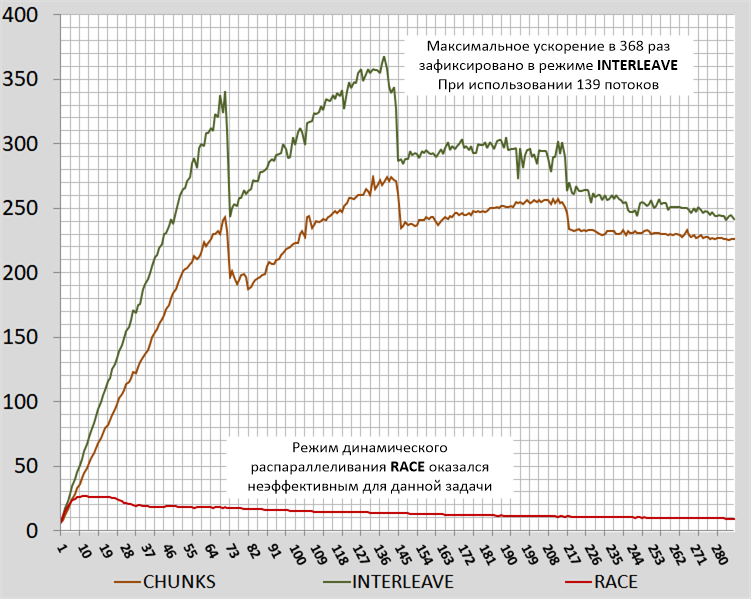 400
350
300
250
200
150
100
50
0
Максимальное ускорение в 368 раз
зафиксировано в режиме INTERLEAVE
При использовании 139 потоков
Режим динамического
распараллеливания RACE оказался
неэффективным для данной задачи
1 10 19 28 37 46 55 64 73 82 91 100 109 118 127 136 145 154 163 172 181 190 199 208 217 226 235 244 253 262 271 280
CHUNKS INTERLEAVE RACE